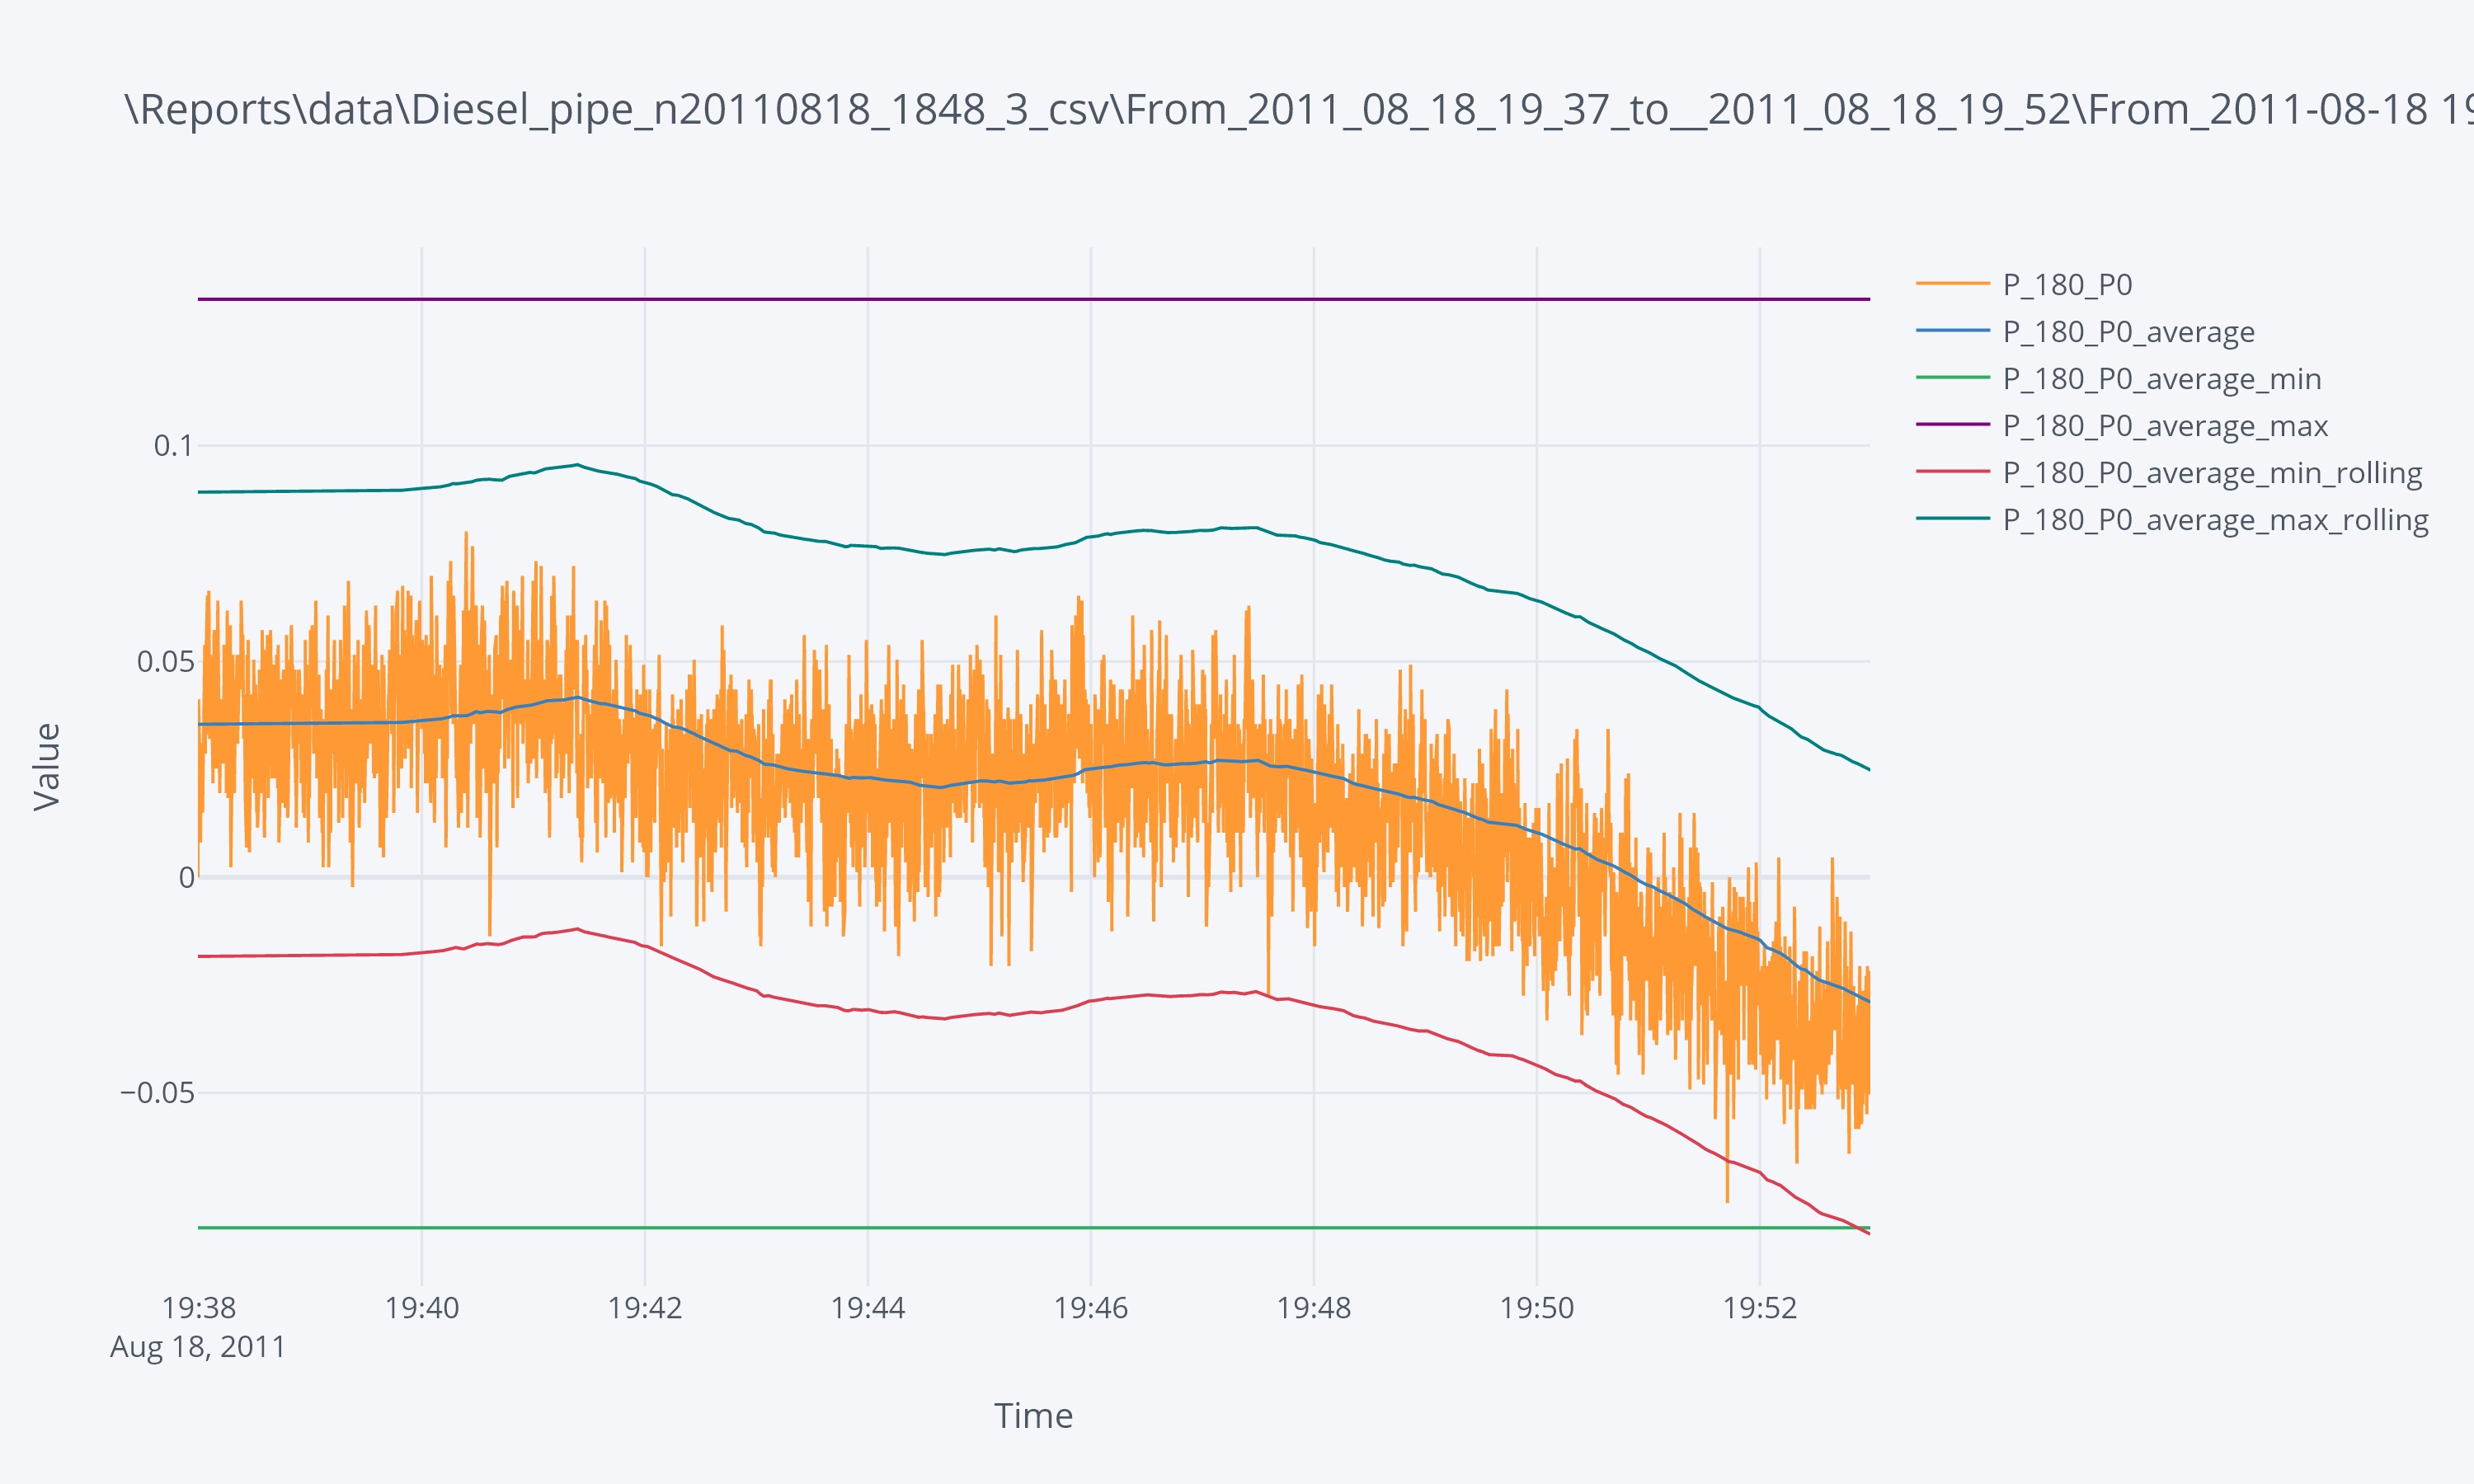 \Reports\data\Diesel_pipe_n20110818_1848_3_csv\From_2011_08_18_19_37_to__2011_08_18_19_52\From_2011-08-18 19
P_180_P0
P_180_P0_average
P_180_P0_average_min
P_180_P0_average_max
P_180_P0_average_min_rolling
P_180_P0_average_max_rolling
0.1
0.05
0
−0.05
Value
19:38
19:40
19:42
19:44
19:46
19:48
19:50
19:52
Aug 18, 2011
Time